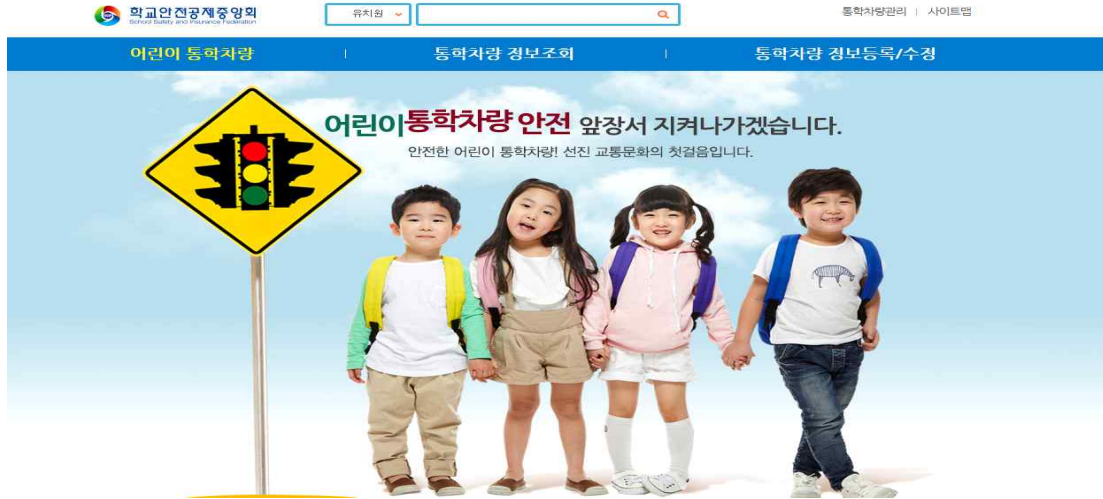 학교안전공제중앙회
School Safety and Insurance Federation
유치원
통학차량관리 | 사이트맵
어린이 통학차량 | 통학차량 정보조회 | 통학차량 정보등록/수정
어린이통학차량 안전 앞장서 지켜나가겠습니다.
안전한 어린이 통학차량! 선진 교통문화의 첫걸음입니다.